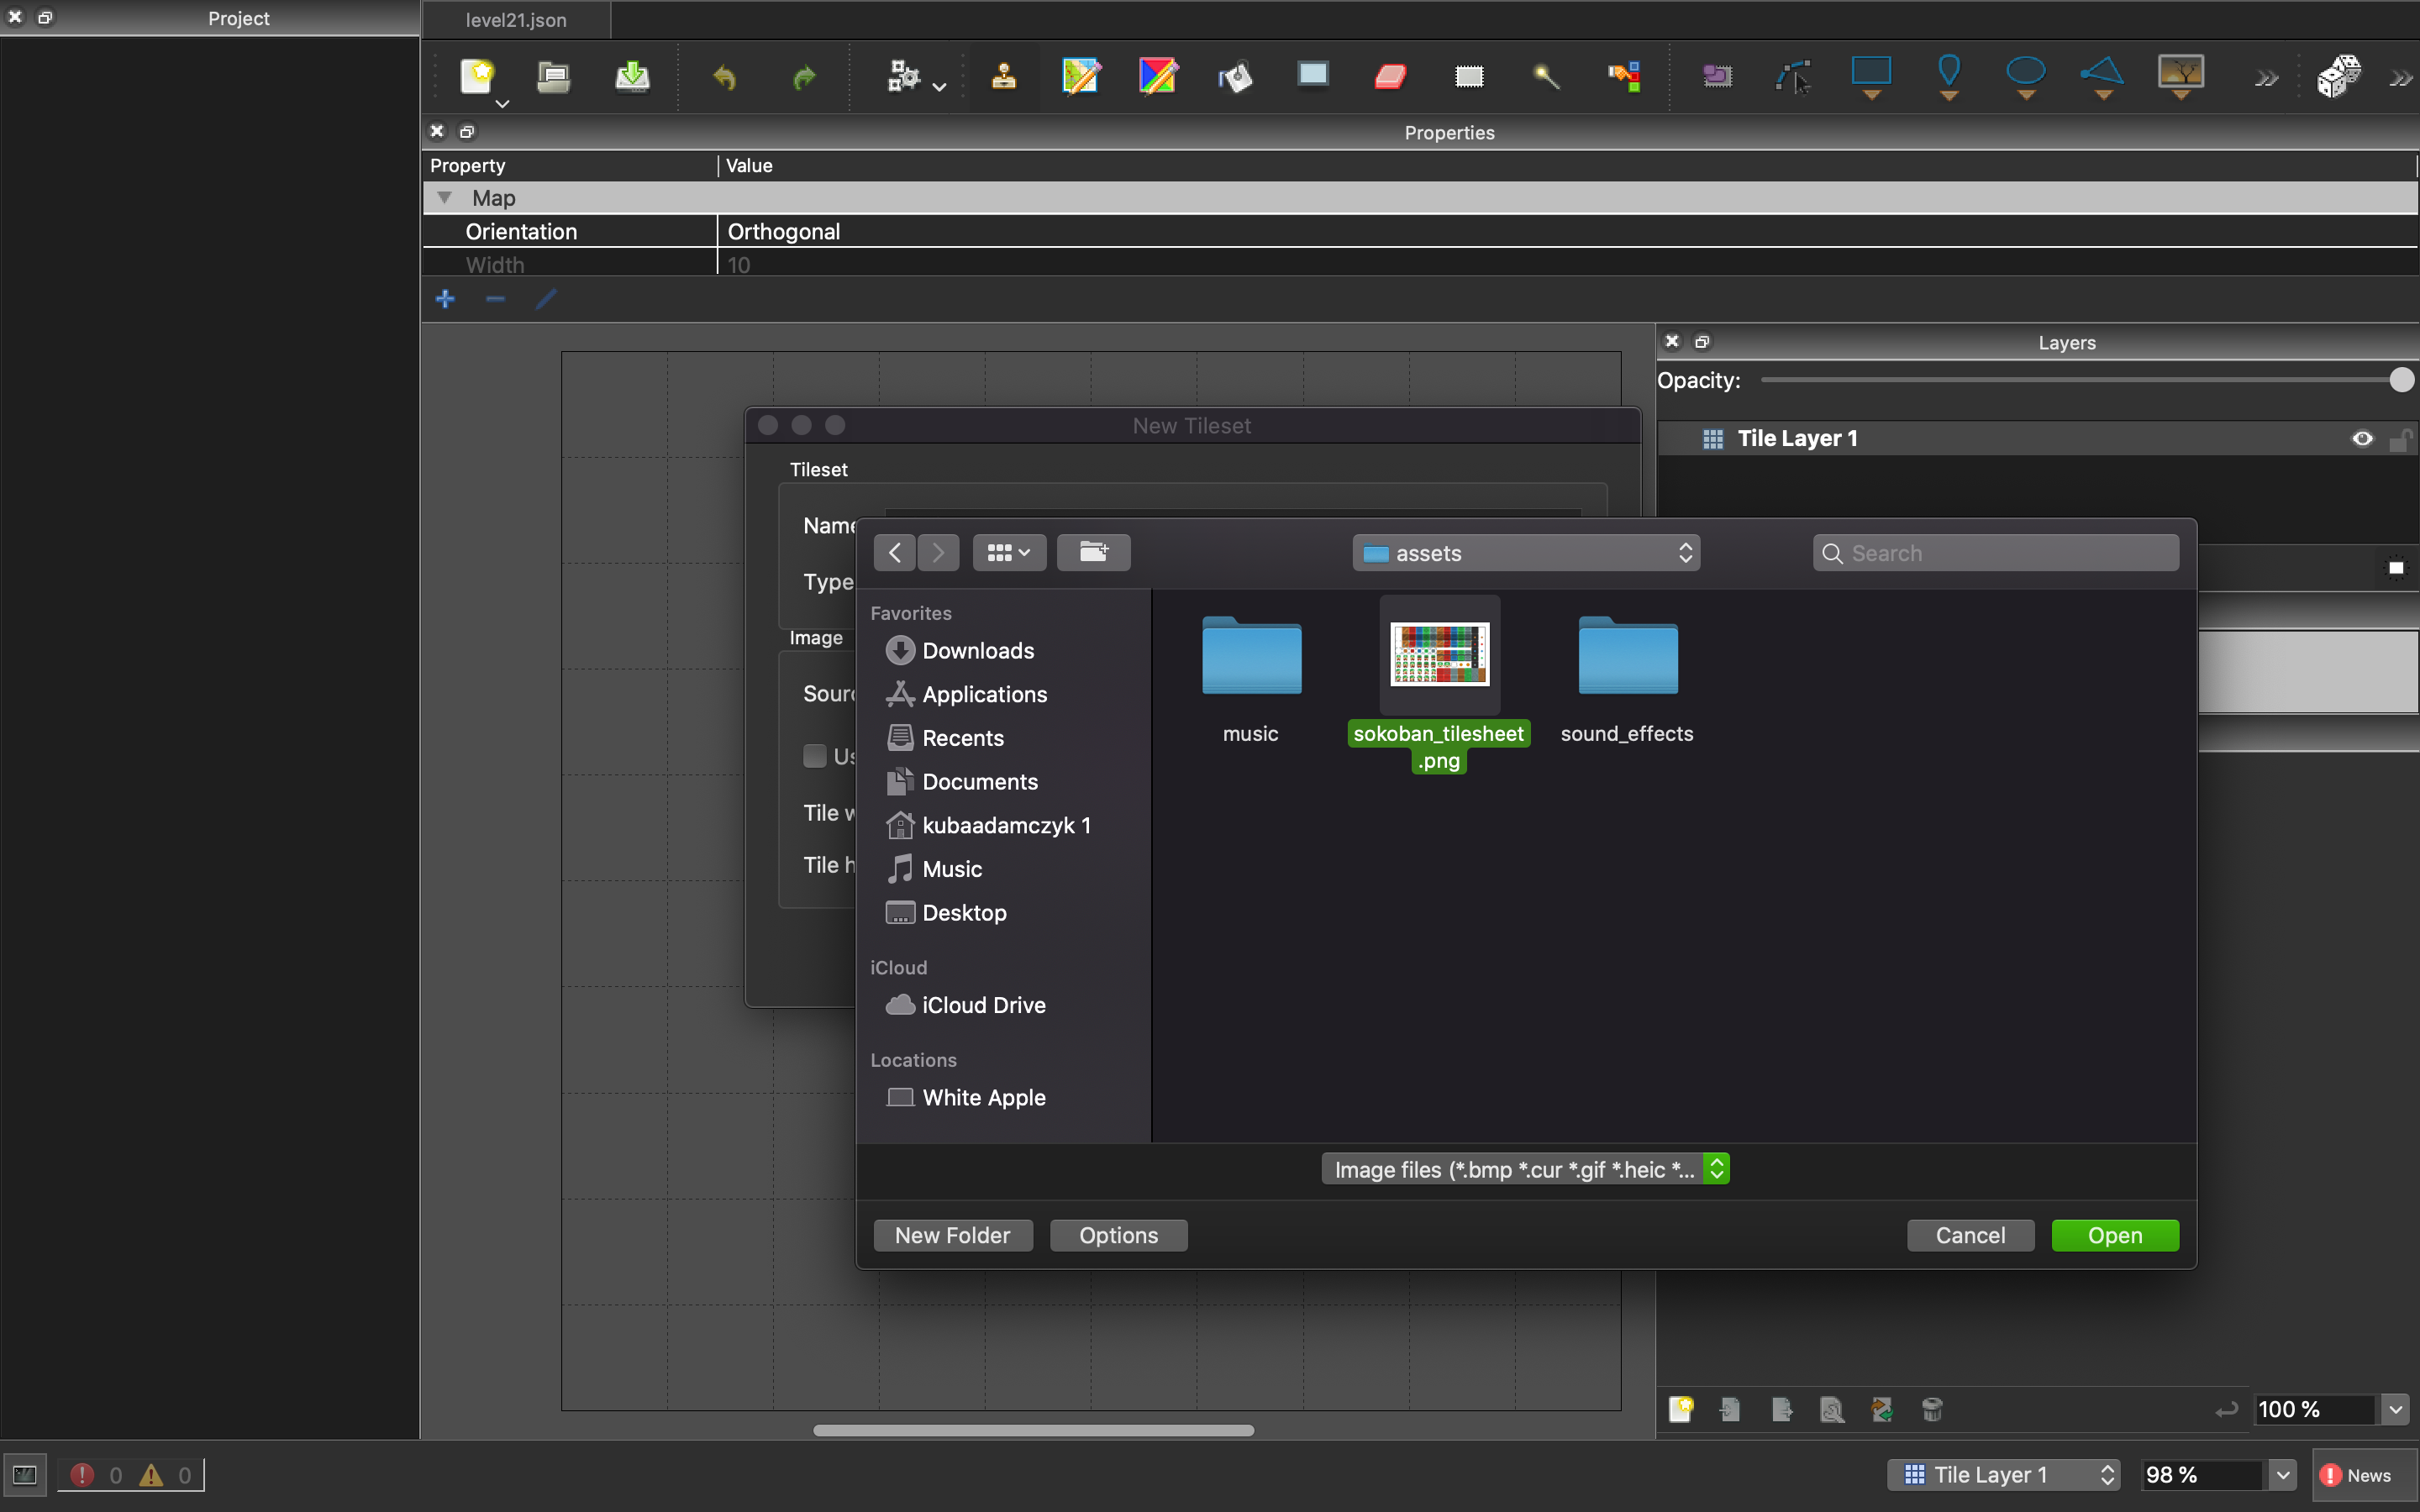 Project
level21.json
Properties
Property Value
Map
Orientation Orthogonal
Width 10
Layers
Opacity:
Tile Layer 1
New Tileset
Tileset
Name
Type
Image
Tile
Tile
assets
Search
Favorites
Downloads
Applications
Recents
Documents
kubaadamczyk 1
Music
Desktop
iCloud
iCloud Drive
Locations
White Apple
music
sokoban_tilesheet
.png
sound_effects
Image files (*.bmp *.cur *.gif *.heic *...
New Folder Options Cancel Open
100 %
0 0
Tile Layer 1 98 % News